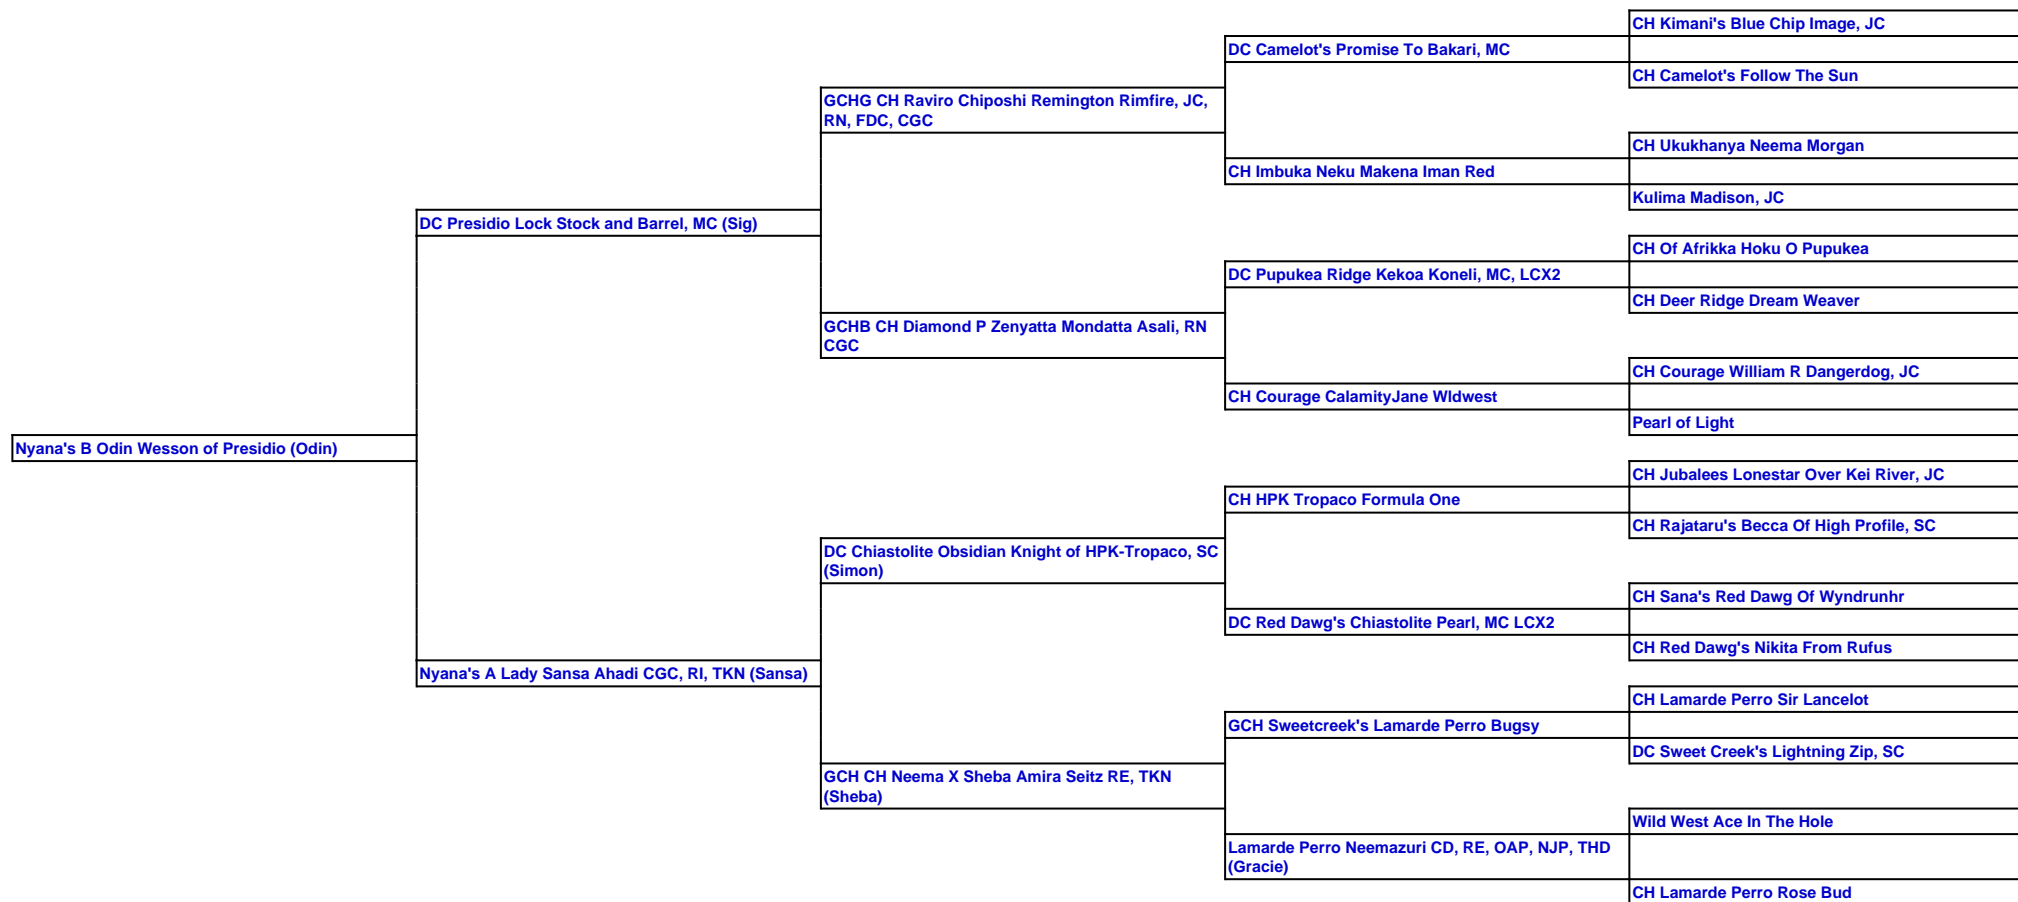 CH Kimani's Blue Chip Image, JC
DC Camelot's Promise To Bakari, MC
CH Camelot's Follow The Sun
GCHG CH Raviro Chiposhi Remington Rimfire, JC,
RN, FDC, CGC
CH Ukukhanya Neema Morgan
CH Imbuka Neku Makena Iman Red
Kulima Madison, JC
DC Presidio Lock Stock and Barrel, MC (Sig)
CH Of Afrikka Hoku O Pupukea
DC Pupukea Ridge Kekoa Koneli, MC, LCX2
CH Deer Ridge Dream Weaver
GCHB CH Diamond P Zenyatta Mondatta Asali, RN
CGC
CH Courage William R Dangerdog, JC
CH Courage CalamityJane Wldwest
Pearl of Light
Nyana's B Odin Wesson of Presidio (Odin)
CH Jubalees Lonestar Over Kei River, JC
CH HPK Tropaco Formula One
CH Rajataru's Becca Of High Profile, SC
DC Chiastolite Obsidian Knight of HPK-Tropaco, SC
(Simon)
CH Sana's Red Dawg Of Wyndrunhr
DC Red Dawg's Chiastolite Pearl, MC LCX2
CH Red Dawg's Nikita From Rufus
Nyana's A Lady Sansa Ahadi CGC, RI, TKN (Sansa)
CH Lamarde Perro Sir Lancelot
GCH Sweetcreek's Lamarde Perro Bugsy
DC Sweet Creek's Lightning Zip, SC
GCH CH Neema X Sheba Amira Seitz RE, TKN
(Sheba)
Wild West Ace In The Hole
Lamarde Perro Neemazuri CD, RE, OAP, NJP, THD
(Gracie)
CH Lamarde Perro Rose Bud